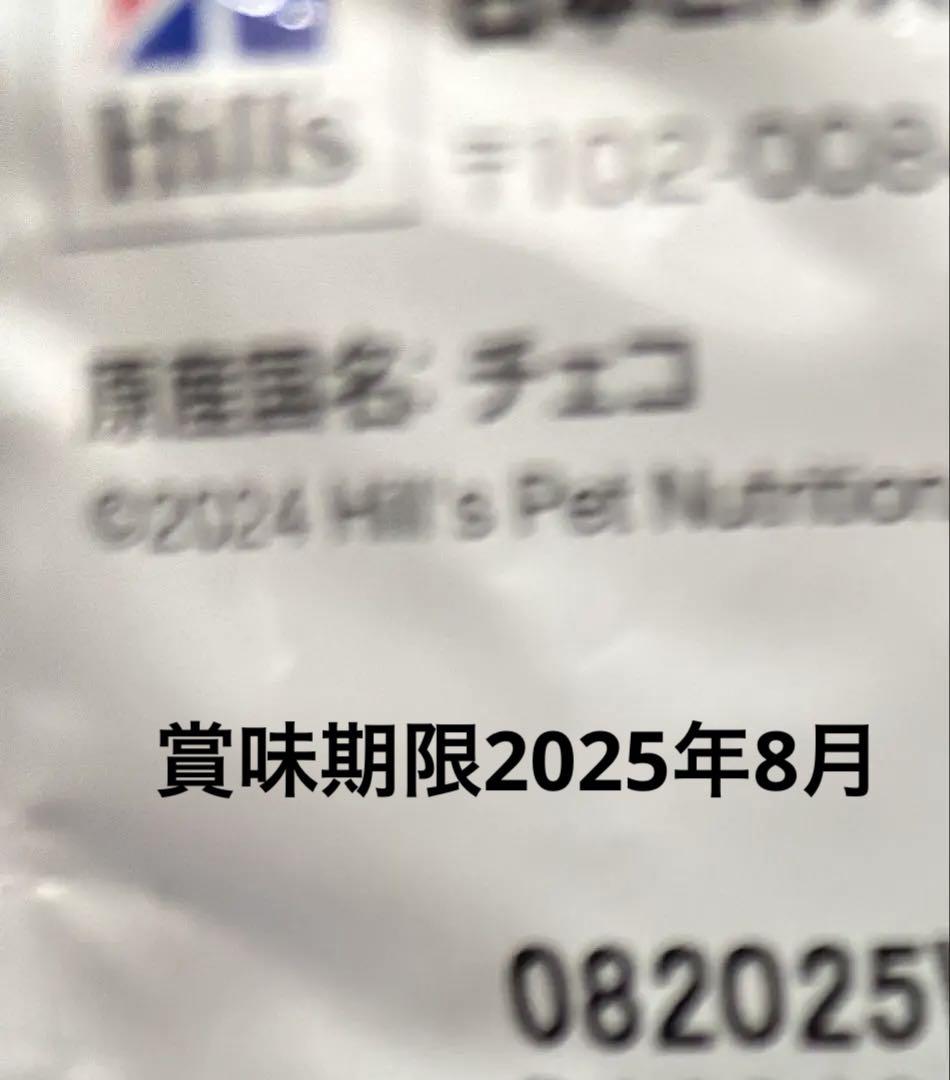 Hill's
〒102-008
原産国名: チェコ
©2024 Hill's Pet Nutrition
賞味期限2025年8月
082025